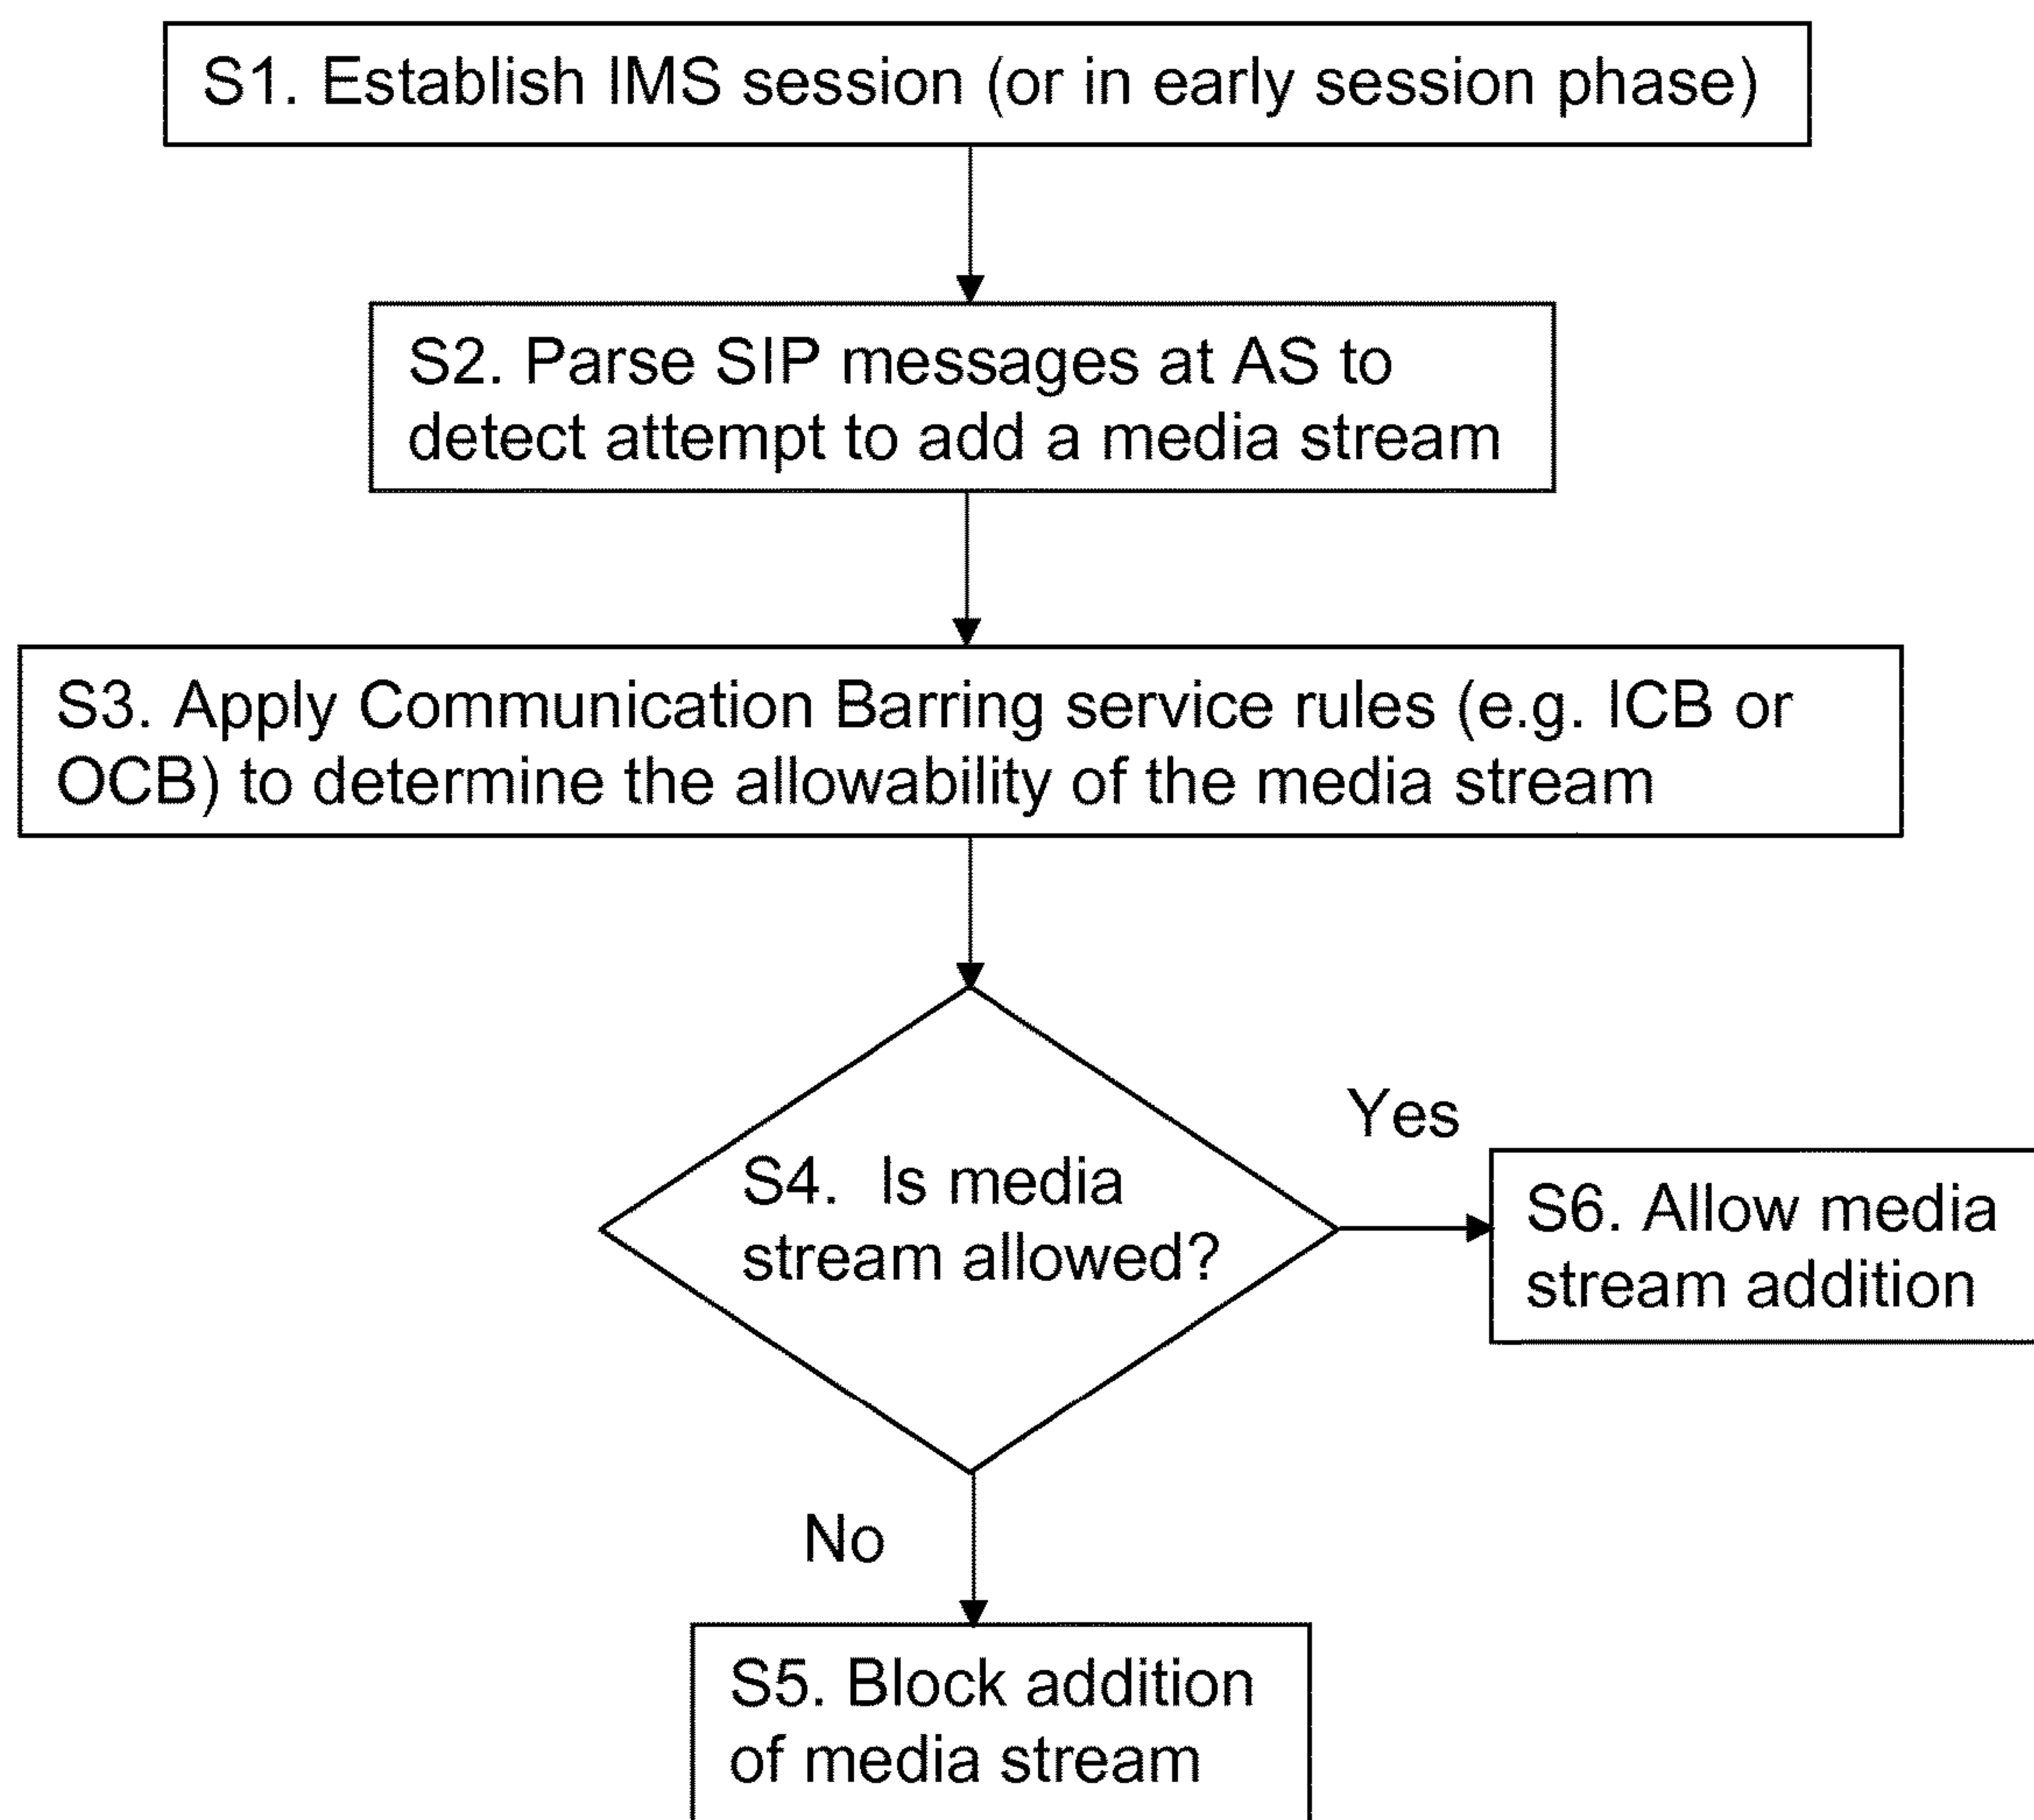 S1. Establish IMS session (or in early session phase)
S2. Parse SIP messages at AS to
detect attempt to add a media stream
S3. Apply Communication Barring service rules (e.g. ICB or
OCB) to determine the allowability of the media stream
S4. Is media
stream allowed?
Yes
S6. Allow media
stream addition
No
S5. Block addition
of media stream